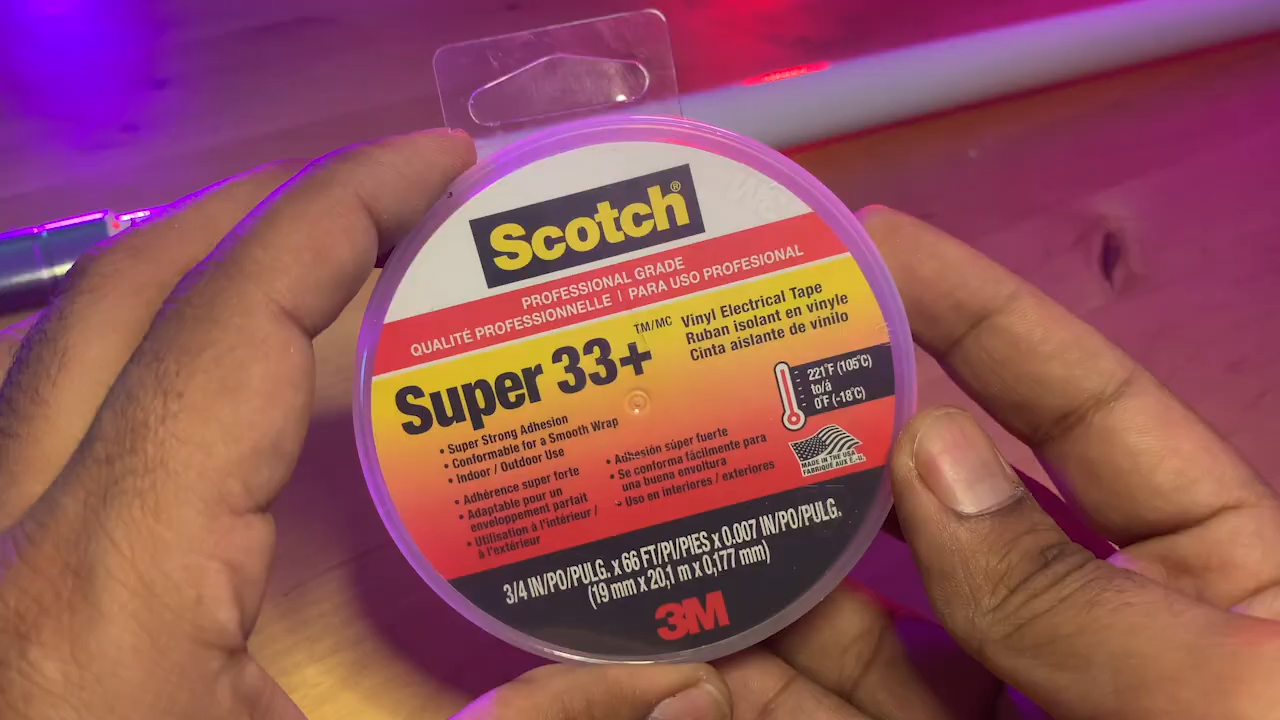 Scotch®
PROFESSIONAL GRADE
QUALITÉ PROFESSIONNELLE | PARA USO PROFESIONAL
Super 33+ TM/MC
Vinyl Electrical Tape
Ruban isolant en vinyle
Cinta aislante de vinilo
221°F (105°C)
to/á
0°F (-18°C)
• Super Strong Adhesion
• Conformable for a Smooth Wrap
• Indoor / Outdoor Use
• Adhérence super forte
• Adaptable pour un
enveloppement parfait
• Utilisation à l'intérieur /
à l'extérieur
• Adhesión súper fuerte
• Se conforma fácilmente para
una buena envoltura
• Uso en interiores / exteriores
MADE IN THE USA
FABRIQUÉ AUX É.-U.
3/4 IN/PO/PULG. x 66 FT/PI/PIES x 0.007 IN/PO/PULG.
(19 mm x 20,1 m x 0,177 mm)
3M